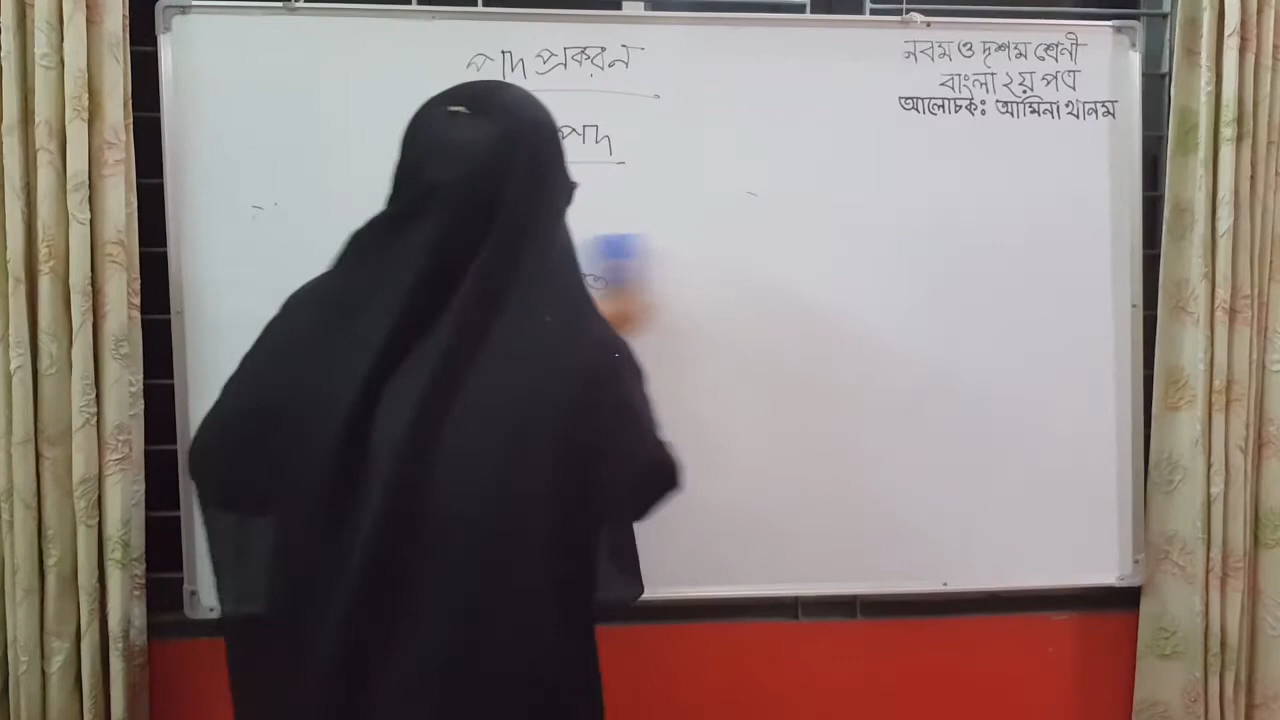 পদ প্রকরন
পদ
নবম ও দশম শ্রেনী
বাংলা ২য় পত্র
আলোচকঃ আমিনা খানম